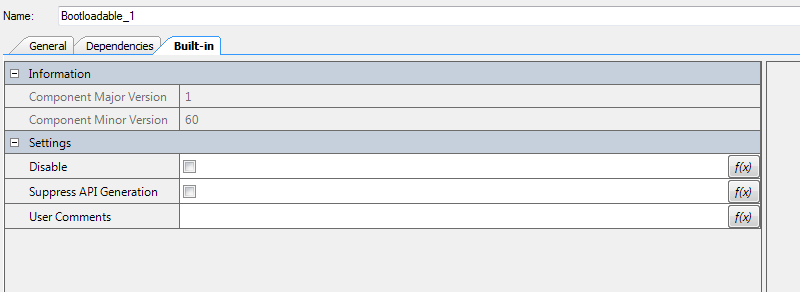 Name: Bootloadable_1
General Dependencies Built-in
Information
Component Major Version 1
Component Minor Version 60
Settings
Disable f(x)
Suppress API Generation f(x)
User Comments f(x)